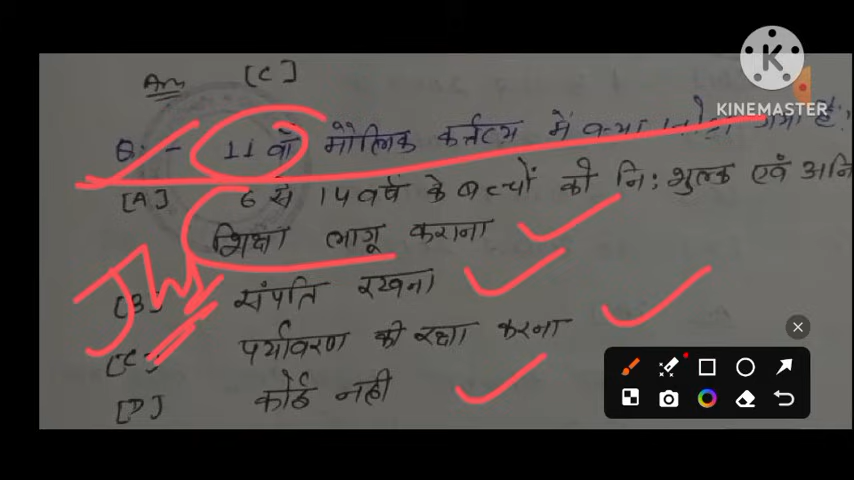 Ans [C]
KINEMASTER
Q:- 11 वाँ मौलिक कर्त्तव्य में क्या जोड़ा गया है?
[A] 6 से 14 वर्ष के बच्चों को नि:शुल्क एवं अनि
शिक्षा लागू कराना
[B] संपति रखना
[C] पर्यावरण की रक्षा करना
[D] कोई नही